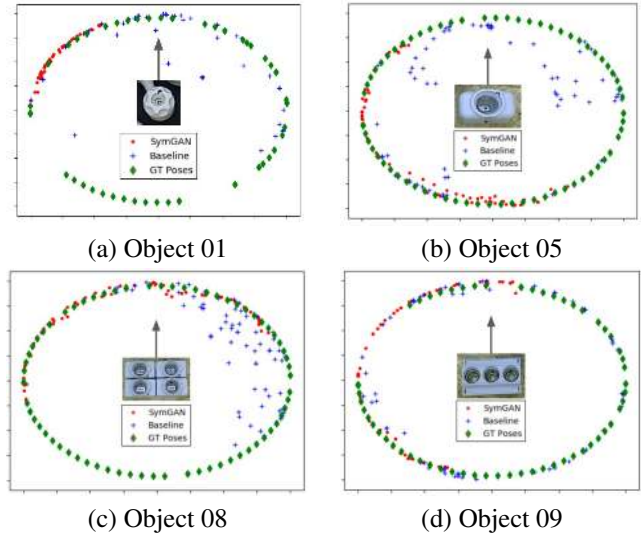 SymGAN
Baseline
GT Poses
(a) Object 01
SymGAN
Baseline
GT Poses
(b) Object 05
SymGAN
Baseline
GT Poses
(c) Object 08
SymGAN
Baseline
GT Poses
(d) Object 09